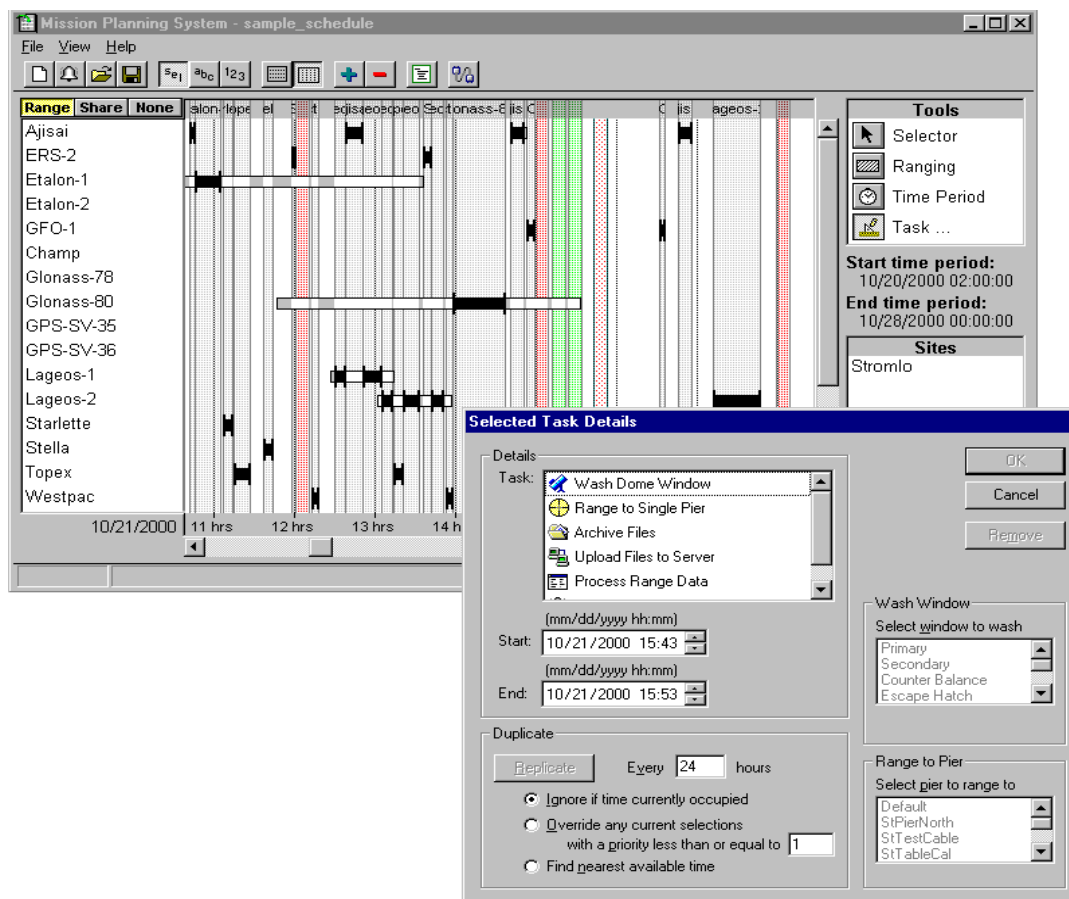 Mission Planning System - sample_schedule
File View Help
Sel abc 123
Range Share None
Tools
Ajisai
Selector
ERS-2
Ranging
Etalon-1
Time Period
Etalon-2
Task ...
GFO-1
Champ
Start time period:
Glonass-78
10/20/2000 02:00:00
Glonass-80
End time period:
GPS-SV-35
10/28/2000 00:00:00
GPS-SV-36
Sites
Lageos-1
Stromlo
Lageos-2
Starlette
Stella
Topex
Westpac
10/21/2000 11 hrs 12 hrs 13 hrs 14 h
Selected Task Details
Details
Task:
Wash Dome Window
Range to Single Pier
Archive Files
Upload Files to Server
Process Range Data
(mm/dd/yyyy hh:mm)
Start: 10/21/2000 15:43
(mm/dd/yyyy hh:mm)
End: 10/21/2000 15:53
OK
Cancel
Remove
Wash Window
Select window to wash
Primary
Secondary
Counter Balance
Escape Hatch
Duplicate
Replicate Every 24 hours
Ignore if time currently occupied
Override any current selections
with a priority less than or equal to 1
Find nearest available time
Range to Pier
Select pier to range to
Default
StPierNorth
StTestCable
StTableCal